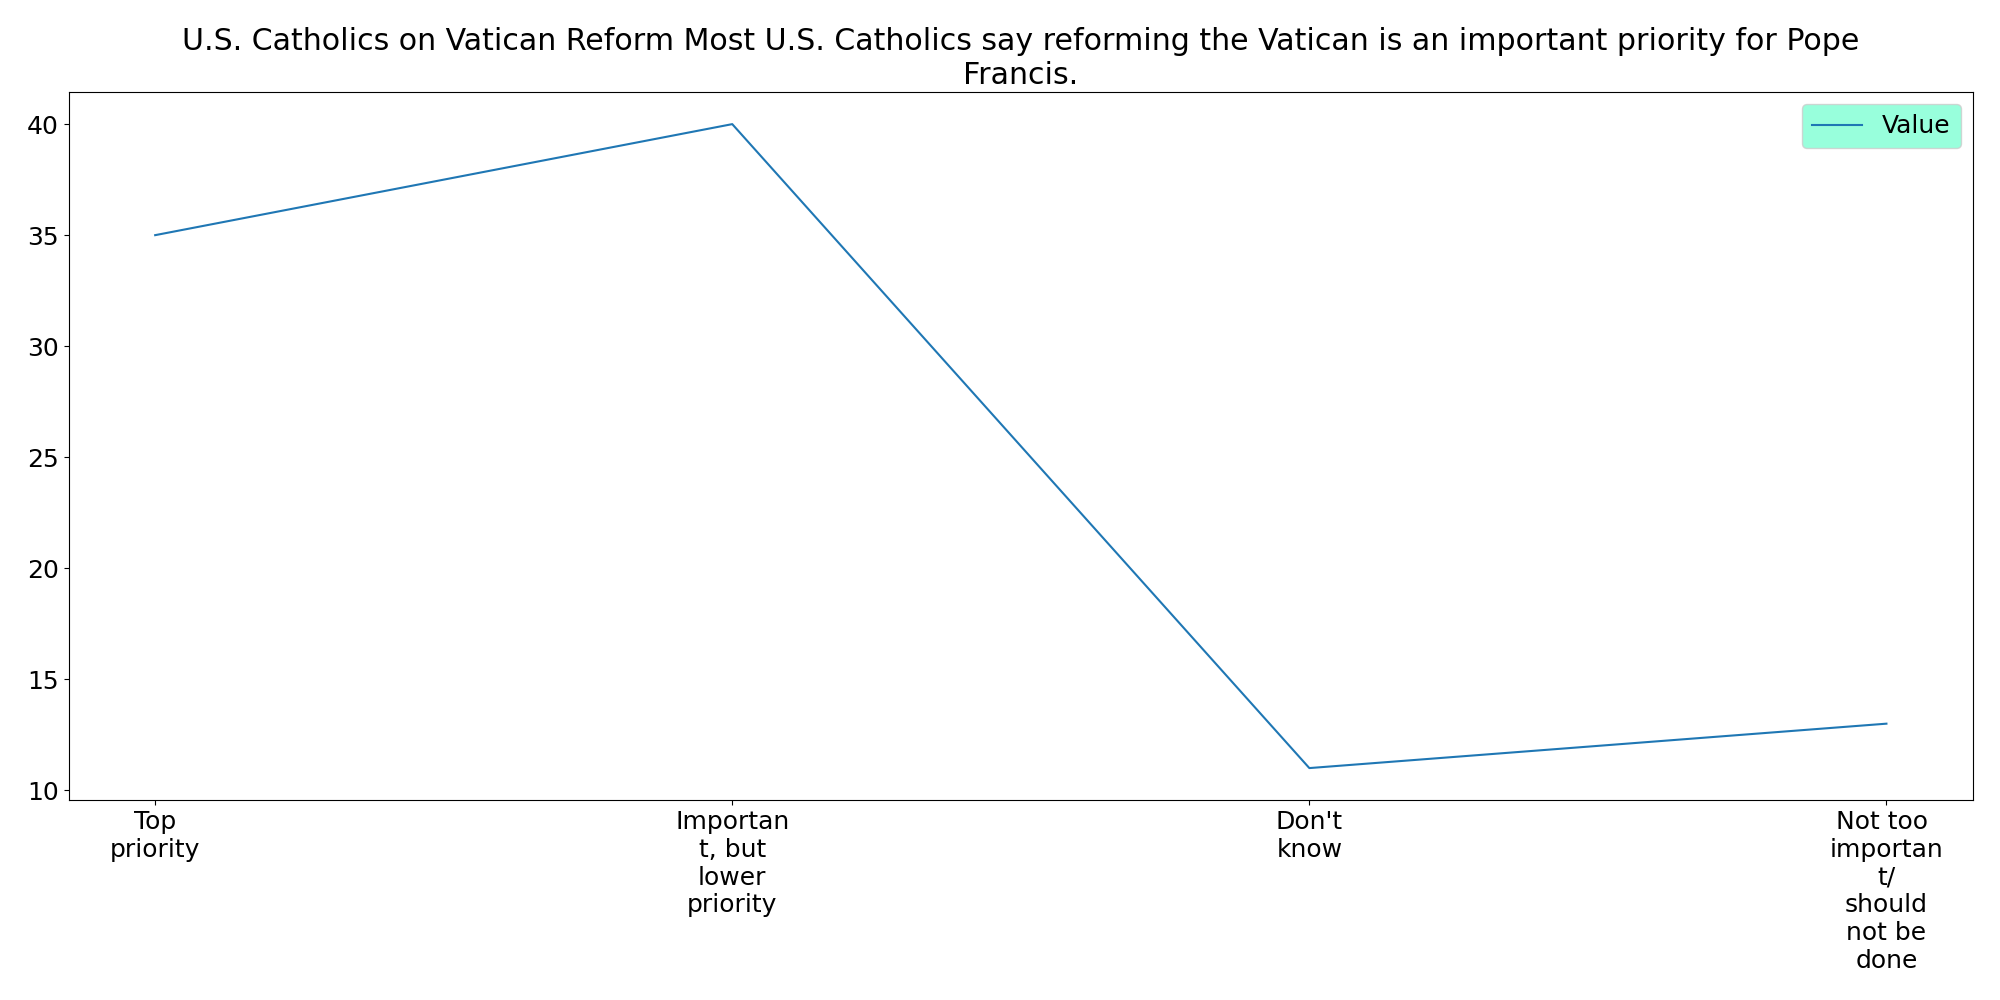 U.S. Catholics on Vatican Reform Most U.S. Catholics say reforming the Vatican is an important priority for Pope
Francis.
Value
40
35
30
25
20
15
10
Top
priority
Importan
t, but
lower
priority
Don't
know
Not too
importan
t/
should
not be
done